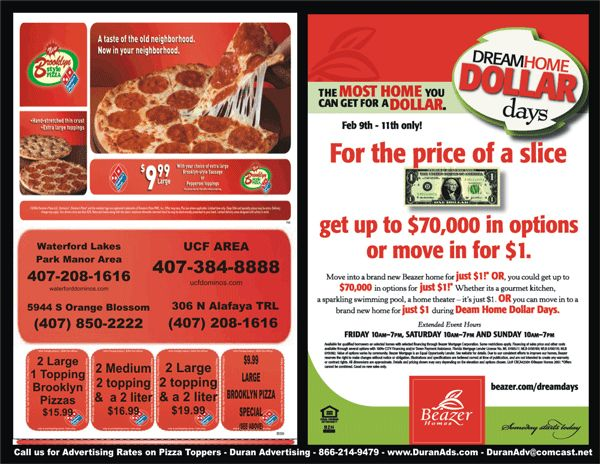 A taste of the old neighborhood.
Now in your neighborhood.
New
Brooklyn
style
PIZZA
•Hand-stretched thin crust
•Extra large toppings
$9.99
Large
With your choice of extra large
Brooklyn-style Sausage
or
Pepperoni Toppings
Waterford Lakes
Park Manor Area
407-208-1616
waterforddominos.com
UCF AREA
407-384-8888
ucfdominos.com
5944 S Orange Blossom
(407) 850-2222
306 N Alafaya TRL
(407) 208-1616
2 Large
1 Topping
Brooklyn
Pizzas
$15.99
2 Medium
2 topping
& a 2 liter
$16.99
2 Large
2 topping
& a 2 liter
$19.99
$9.99
LARGE
BROOKLYN PIZZA
SPECIAL
(SEE ABOVE)
DREAMHOME
DOLLAR
days
THE MOST HOME YOU
CAN GET FOR A DOLLAR.
Feb 9th - 11th only!
For the price of a slice
get up to $70,000 in options
or move in for $1.
Move into a brand new Beazer home for just $1!* OR, you could get up to
$70,000 in options for just $1!* Whether its a gourmet kitchen,
a sparkling swimming pool, a home theater – it's just $1. OR you can move in to a
brand new home for just $1 during Deam Home Dollar Days.
Extended Event Hours
FRIDAY 10AM–7PM, SATURDAY 10AM–7PM AND SUNDAY 10AM–7PM
beazer.com/dreamdays
Beazer
Homes
Someday starts today
Call us for Advertising Rates on Pizza Toppers - Duran Advertising - 866-214-9479 - www.DuranAds.com - DuranAdv@comcast.net